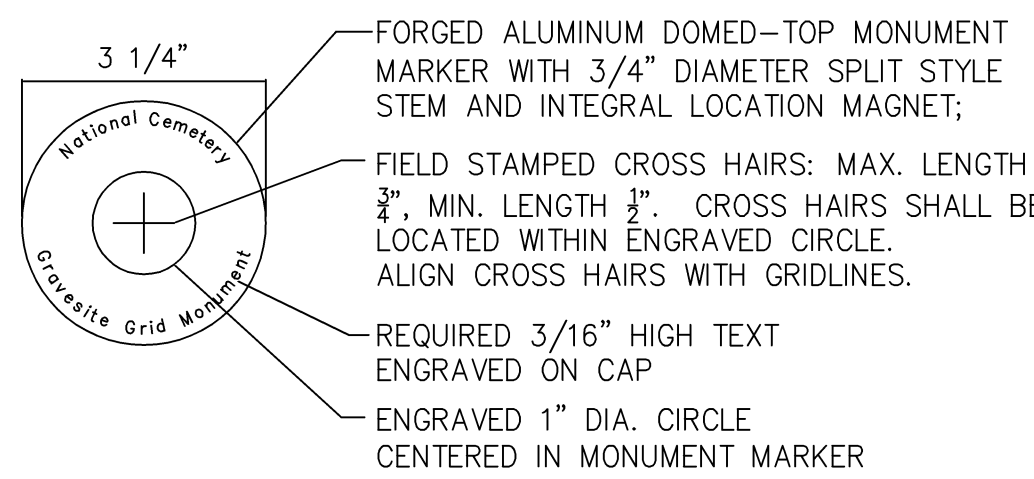 3 1/4”
National Cemetery
Gravesite Grid Monument
FORGED ALUMINUM DOMED–TOP MONUMENT
MARKER WITH 3/4” DIAMETER SPLIT STYLE
STEM AND INTEGRAL LOCATION MAGNET;
FIELD STAMPED CROSS HAIRS: MAX. LENGTH
3/4”, MIN. LENGTH 1/2”. CROSS HAIRS SHALL BE
LOCATED WITHIN ENGRAVED CIRCLE.
ALIGN CROSS HAIRS WITH GRIDLINES.
REQUIRED 3/16” HIGH TEXT
ENGRAVED ON CAP
ENGRAVED 1” DIA. CIRCLE
CENTERED IN MONUMENT MARKER